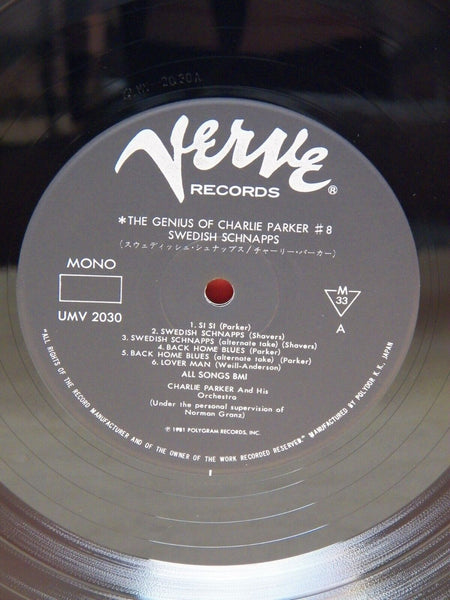 2030A
Verve
RECORDS ®
*THE GENIUS OF CHARLIE PARKER #8
SWEDISH SCHNAPPS
(スウェディッシュ・シュナップス/チャーリー・パーカー)
MONO
UMV 2030
M
33
A
1. SI SI (Parker)
2. SWEDISH SCHNAPPS (Shavers)
3. SWEDISH SCHNAPPS (alternate take) (Shavers)
4. BACK HOME BLUES (Parker)
5. BACK HOME BLUES (alternate take) (Parker)
6. LOVER MAN (Weill-Anderson)
ALL SONGS BMI
CHARLIE PARKER And His
Orchestra
(Under the personal supervision of
Norman Granz)
℗ 1981 POLYGRAM RECORDS, INC.
"ALL RIGHTS OF THE RECORD MANUFACTURER AND OF THE OWNER OF THE WORK RECORDED RESERVED." MANUFACTURED BY POLYDOR K.K., JAPAN